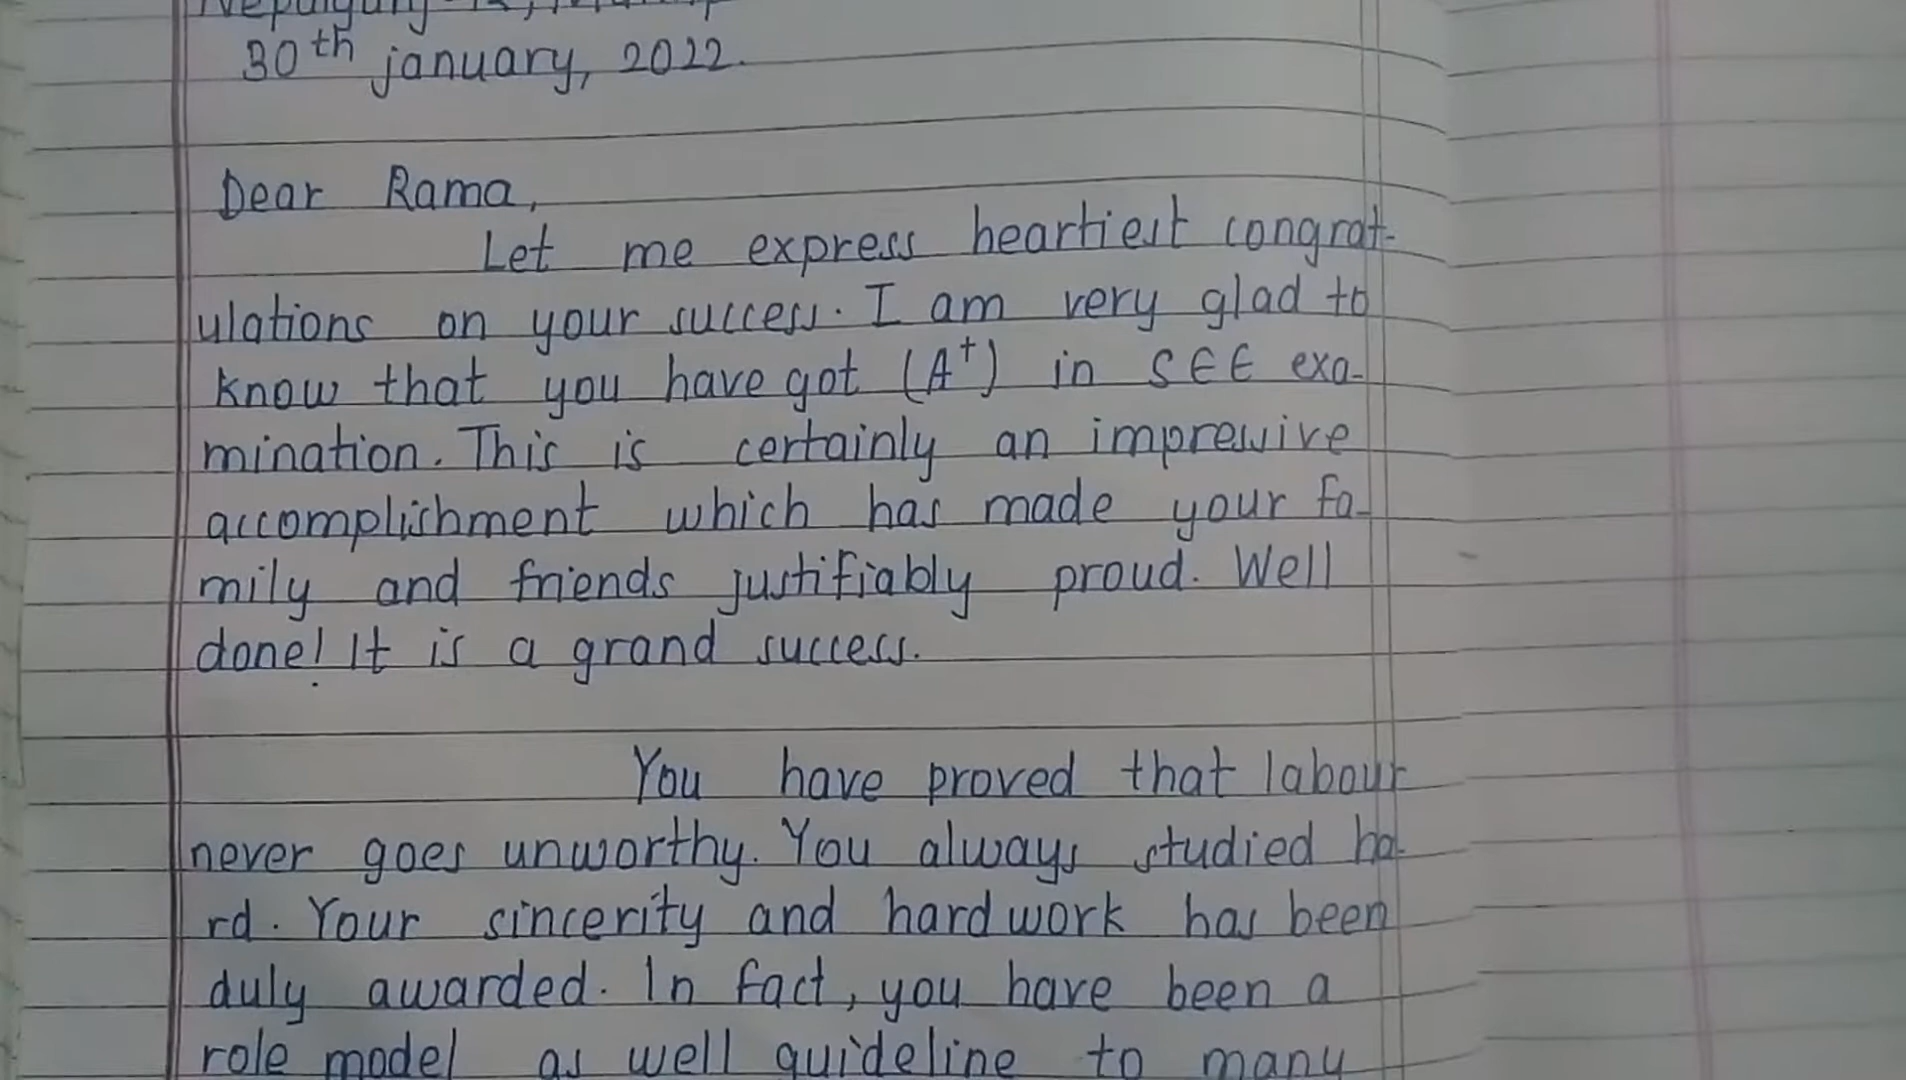 30th january, 2022.
Dear Rama,
Let me express heartiest congrat-
ulations on your success. I am very glad to
know that you have got (A+) in SEE exa-
mination. This is certainly an impressive
accomplishment which has made your fa-
mily and friends justifiably proud. Well
done! It is a grand success.
You have proved that labour
never goes unworthy. You always studied ha-
rd. Your sincerity and hard work has been
duly awarded. In fact, you have been a
role model as well guideline to many